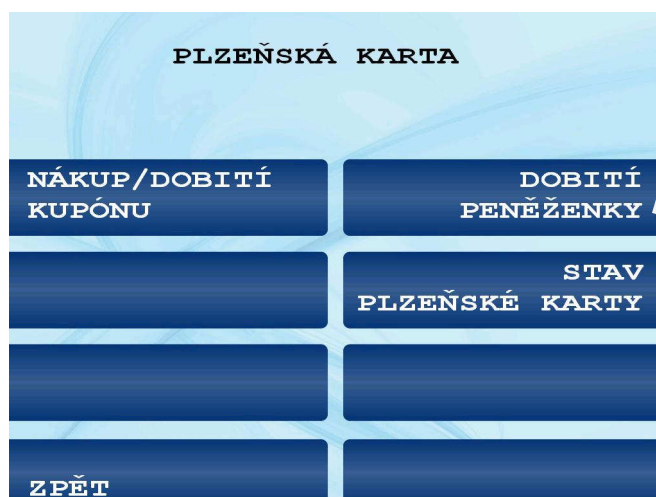 PLZEŇSKÁ KARTA
NÁKUP/DOBITÍ
KUPÓNU
DOBITÍ
PENĚŽENKY
STAV
PLZEŇSKÉ KARTY
ZPĚT